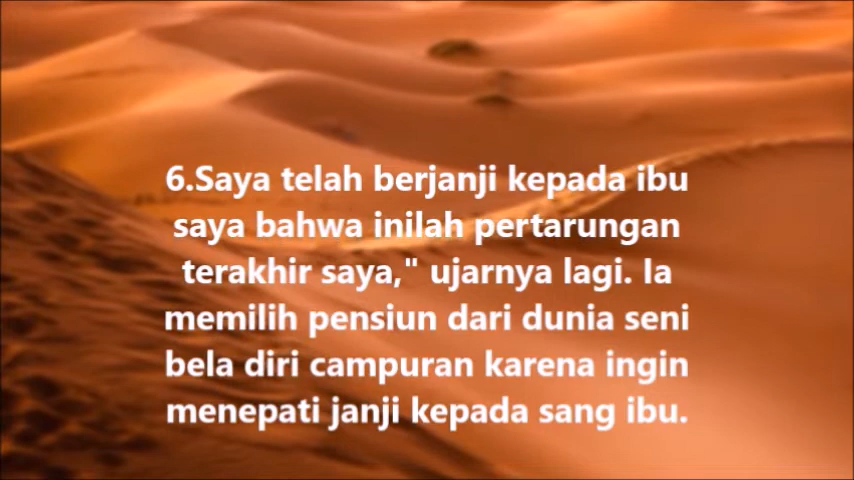 6.Saya telah berjanji kepada ibu
saya bahwa inilah pertarungan
terakhir saya," ujarnya lagi. Ia
memilih pensiun dari dunia seni
bela diri campuran karena ingin
menepati janji kepada sang ibu.